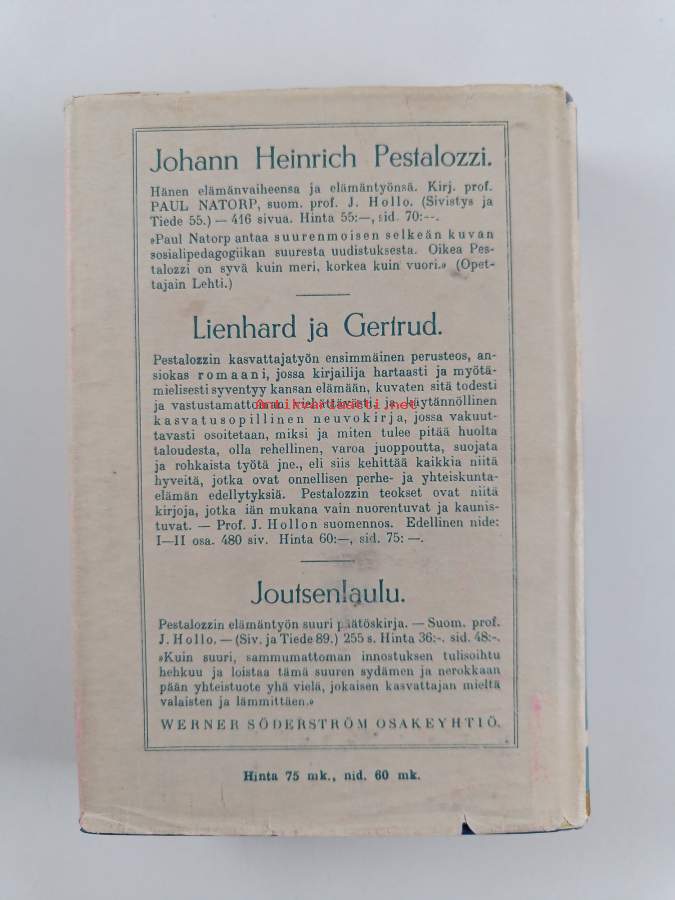 Johann Heinrich Pestalozzi.
Hänen elämänvaiheensa ja elämäntyönsä. Kirj. prof.
PAUL NATORP, suom. prof. J. Hollo. (Sivistys ja
Tiede 55.) — 416 sivua. Hinta 55:—, sid. 70:--.
»Paul Natorp antaa suurenmoisen selkeän kuvan
sosialipedagogiikan suuresta uudistuksesta. Oikea Pes-
talozzi on syvä kuin meri, korkea kuin vuori.» (Opet-
tajain Lehti.)
Lienhard ja Gertrud.
Pestalozzin kasvattajatyön ensimmäinen perusteos, an-
siokas romaani, jossa kirjailija hartaasti ja myötä-
mielisesti syventyy kansan elämään, kuvaten sitä todesti
ja vastustamattoman viehättävästi, ja käytännöllinen
Antikvariaatti.net
kasvatusopillinen neuvokirja, jossa vakuut-
tavasti osoitetaan, miksi ja miten tulee pitää huolta
taloudesta, olla rehellinen, varoa juoppoutta, suojata
ja rohkaista työtä jne., eli siis kehittää kaikkia niitä
hyveitä, jotka ovat onnellisen perhe- ja yhteiskunta-
elämän edellytyksiä. Pestalozzin teokset ovat niitä
kirjoja, jotka iän mukana vain nuorentuvat ja kaunis-
tuvat. — Prof. J. Hollon suomennos. Edellinen nide:
I—II osa. 480 siv. Hinta 60:—, sid. 75: —.
Joutsenlaulu.
Pestalozzin elämäntyön suuri päätöskirja. — Suom. prof.
J. Hollo. — (Siv. ja Tiede 89.) 255 s. Hinta 36:-. sid. 48:-.
»Kuin suuri, sammumattoman innostuksen tulisoihtu
hehkuu ja loistaa tämä suuren sydämen ja nerokkaan
pään yhteistuote yhä vielä, jokaisen kasvattajan mieltä
valaisten ja lämmittäen.»
WERNER SÖDERSTRÖM OSAKEYHTIÖ.
Hinta 75 mk., nid. 60 mk.